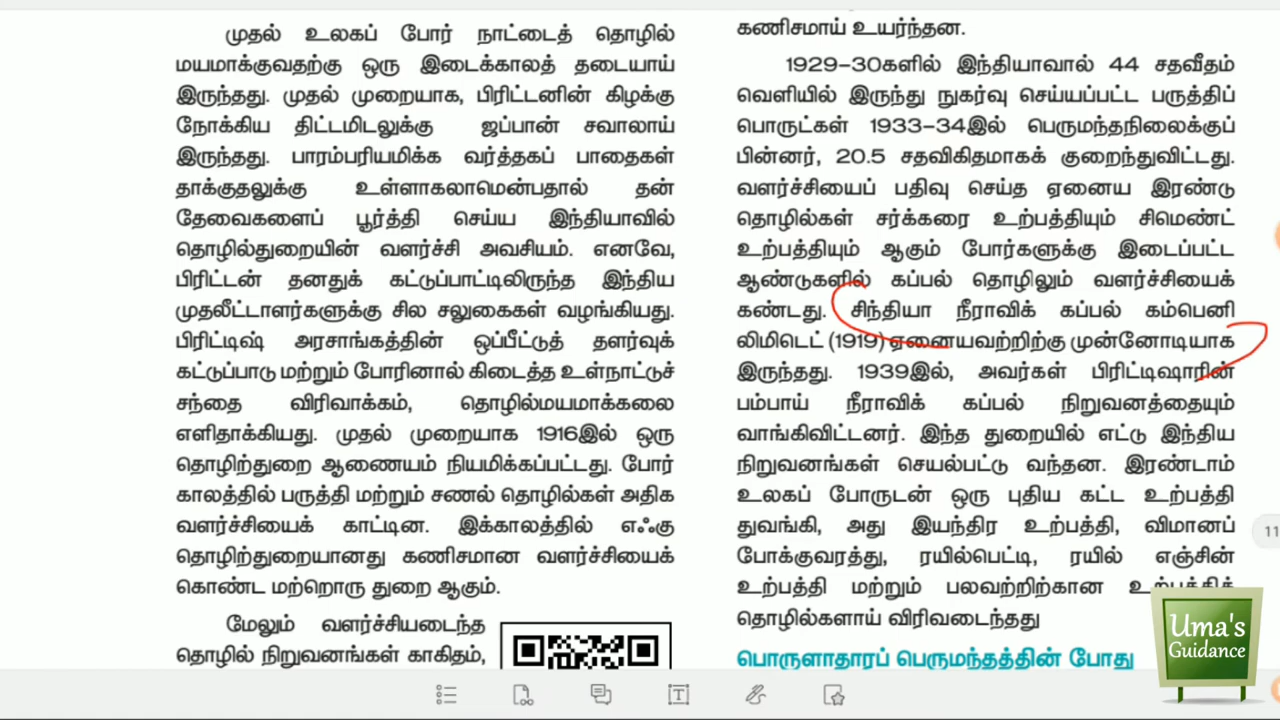 முதல் உலகப் போர் நாட்டைத் தொழில்
மயமாக்குவதற்கு ஒரு இடைக்காலத் தடையாய்
இருந்தது. முதல் முறையாக, பிரிட்டனின் கிழக்கு
நோக்கிய திட்டமிடலுக்கு ஜப்பான் சவாலாய்
இருந்தது. பாரம்பரியமிக்க வர்த்தகப் பாதைகள்
தாக்குதலுக்கு உள்ளாகலாமென்பதால் தன்
தேவைகளைப் பூர்த்தி செய்ய இந்தியாவில்
தொழில்துறையின் வளர்ச்சி அவசியம். எனவே,
பிரிட்டன் தனதுக் கட்டுப்பாட்டிலிருந்த இந்திய
முதலீட்டாளர்களுக்கு சில சலுகைகள் வழங்கியது.
பிரிட்டிஷ் அரசாங்கத்தின் ஒப்பீட்டுத் தளர்வுக்
கட்டுப்பாடு மற்றும் போரினால் கிடைத்த உள்நாட்டுச்
சந்தை விரிவாக்கம், தொழில்மயமாக்கலை
எளிதாக்கியது. முதல் முறையாக 1916இல் ஒரு
தொழிற்துறை ஆணையம் நியமிக்கப்பட்டது. போர்
காலத்தில் பருத்தி மற்றும் சணல் தொழில்கள் அதிக
வளர்ச்சியைக் காட்டின. இக்காலத்தில் எஃகு
தொழிற்துறையானது கணிசமான வளர்ச்சியைக்
கொண்ட மற்றொரு துறை ஆகும்.
மேலும் வளர்ச்சியடைந்த
தொழில் நிறுவனங்கள் காகிதம்,
கணிசமாய் உயர்ந்தன.
1929–30களில் இந்தியாவால் 44 சதவீதம்
வெளியில் இருந்து நுகர்வு செய்யப்பட்ட பருத்திப்
பொருட்கள் 1933–34இல் பெருமந்தநிலைக்குப்
பின்னர், 20.5 சதவிகிதமாகக் குறைந்துவிட்டது.
வளர்ச்சியைப் பதிவு செய்த ஏனைய இரண்டு
தொழில்கள் சர்க்கரை உற்பத்தியும் சிமெண்ட்
உற்பத்தியும் ஆகும் போர்களுக்கு இடைப்பட்ட
ஆண்டுகளில் கப்பல் தொழிலும் வளர்ச்சியைக்
கண்டது. சிந்தியா நீராவிக் கப்பல் கம்பெனி
லிமிடெட் (1919) ஏனையவற்றிற்கு முன்னோடியாக
இருந்தது. 1939இல், அவர்கள் பிரிட்டிஷாரின்
பம்பாய் நீராவிக் கப்பல் நிறுவனத்தையும்
வாங்கிவிட்டனர். இந்த துறையில் எட்டு இந்திய
நிறுவனங்கள் செயல்பட்டு வந்தன. இரண்டாம்
உலகப் போருடன் ஒரு புதிய கட்ட உற்பத்தி
துவங்கி, அது இயந்திர உற்பத்தி, விமானப்
போக்குவரத்து, ரயில்பெட்டி, ரயில் எஞ்சின்
உற்பத்தி மற்றும் பலவற்றிற்கான உற்பத்தித்
தொழில்களாய் விரிவடைந்தது
பொருளாதாரப் பெருமந்தத்தின் போது
11
Uma's
Guidance